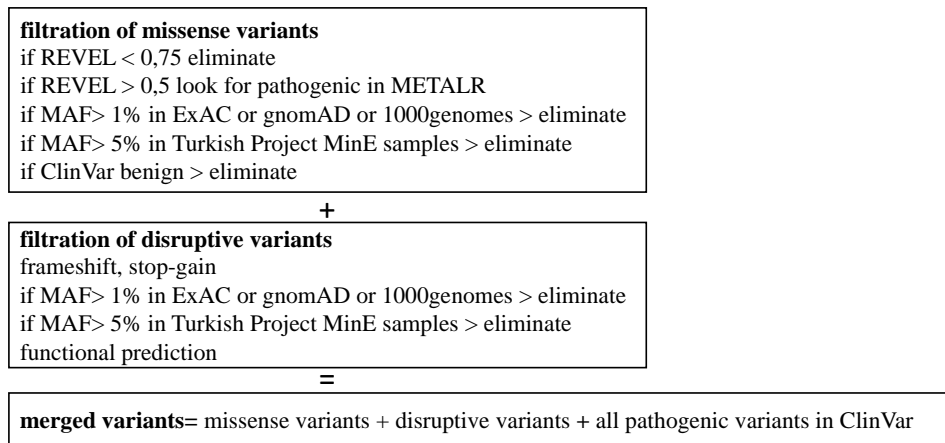 filtration of missense variants
if REVEL < 0,75 eliminate
if REVEL > 0,5 look for pathogenic in METALR
if MAF> 1% in ExAC or gnomAD or 1000genomes > eliminate
if MAF> 5% in Turkish Project MinE samples > eliminate
if ClinVar benign > eliminate
+
filtration of disruptive variants
frameshift, stop-gain
if MAF> 1% in ExAC or gnomAD or 1000genomes > eliminate
if MAF> 5% in Turkish Project MinE samples > eliminate
functional prediction
=
merged variants= missense variants + disruptive variants + all pathogenic variants in ClinVar